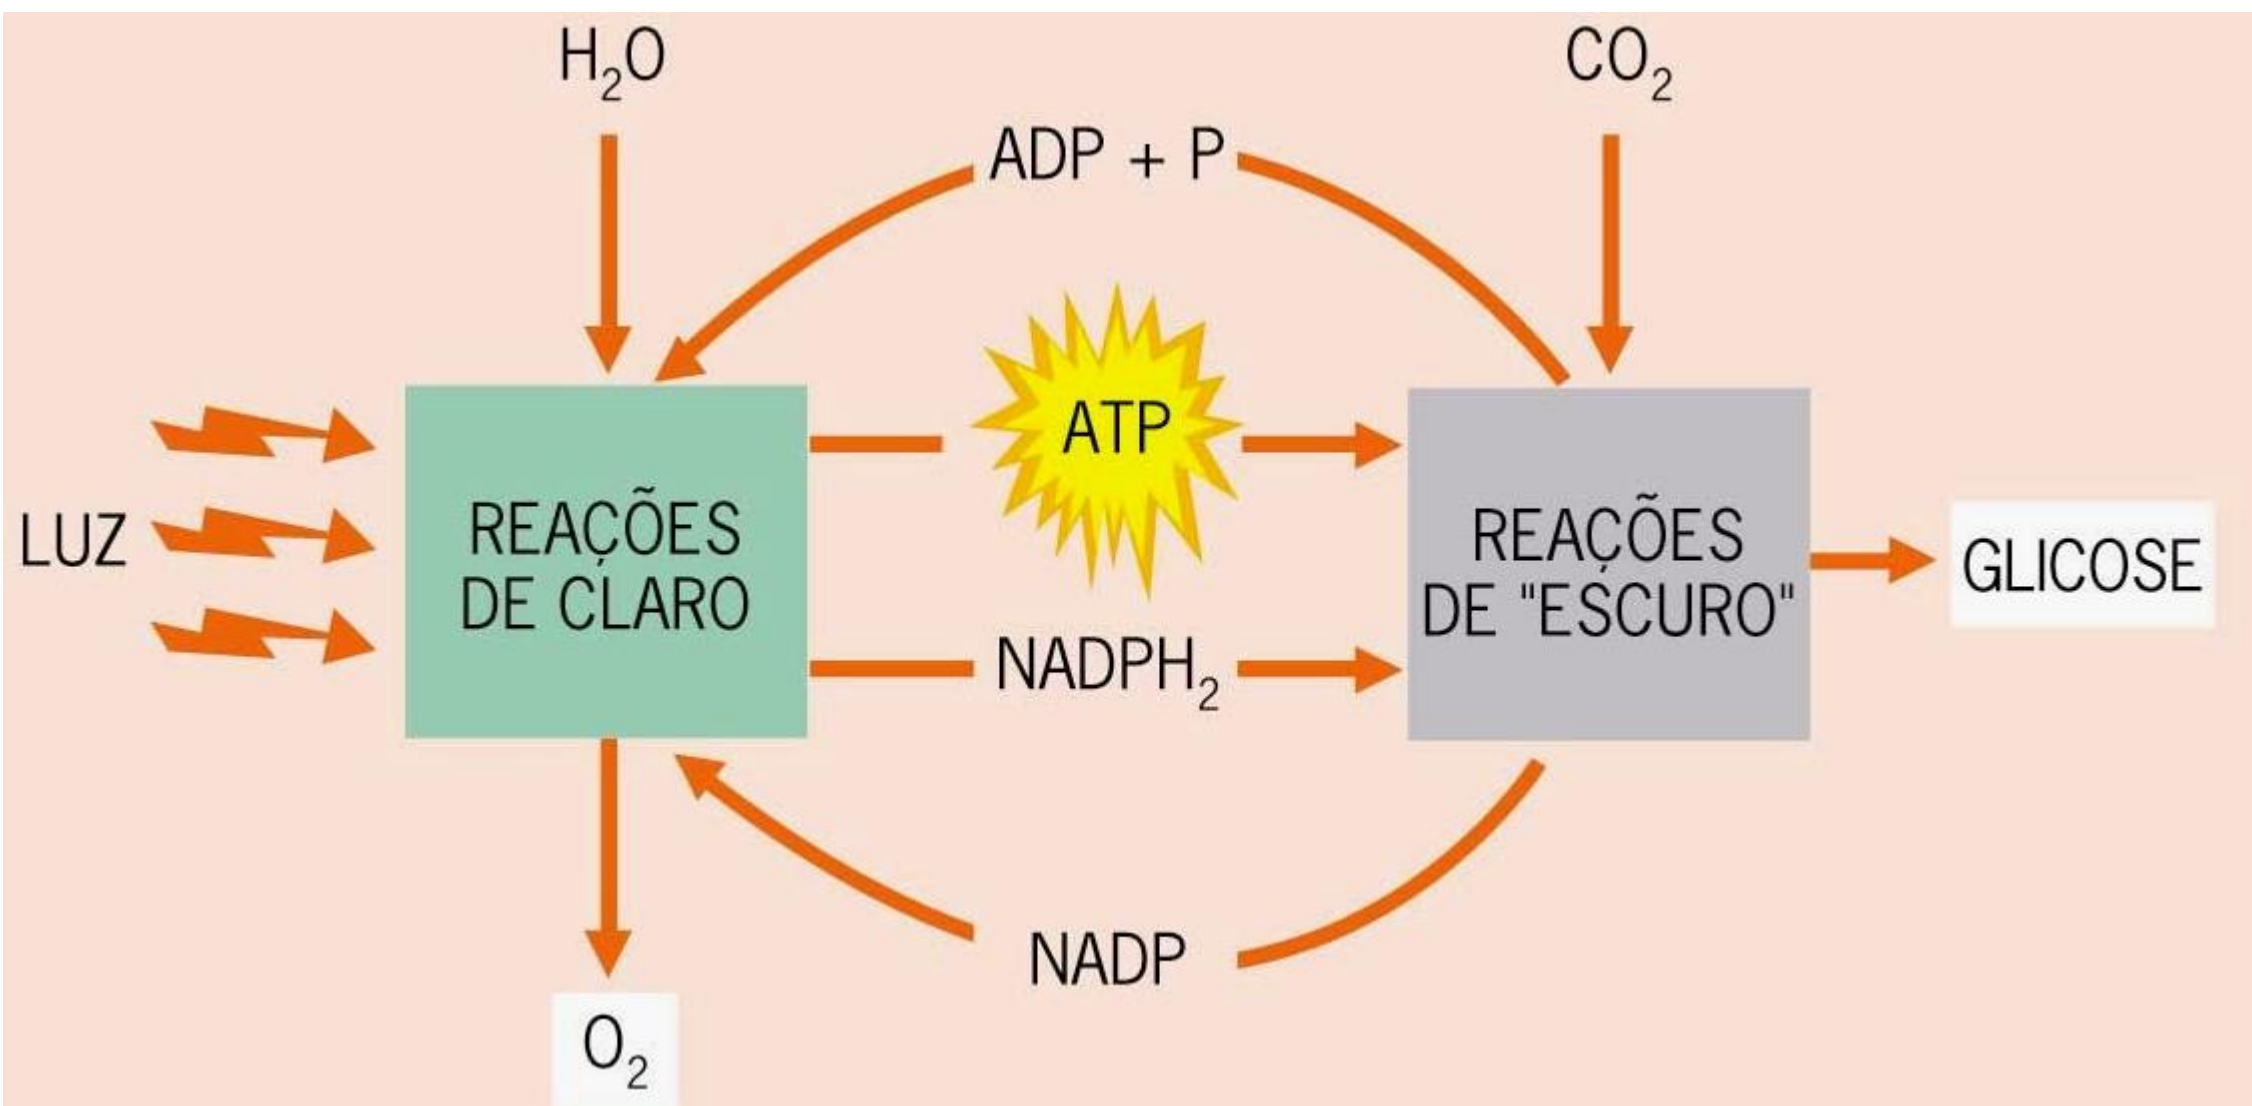 H₂O
CO₂
ADP + P
ATP
LUZ
REAÇÕES
DE CLARO
REAÇÕES
DE "ESCURO"
GLICOSE
NADPH₂
NADP
O₂